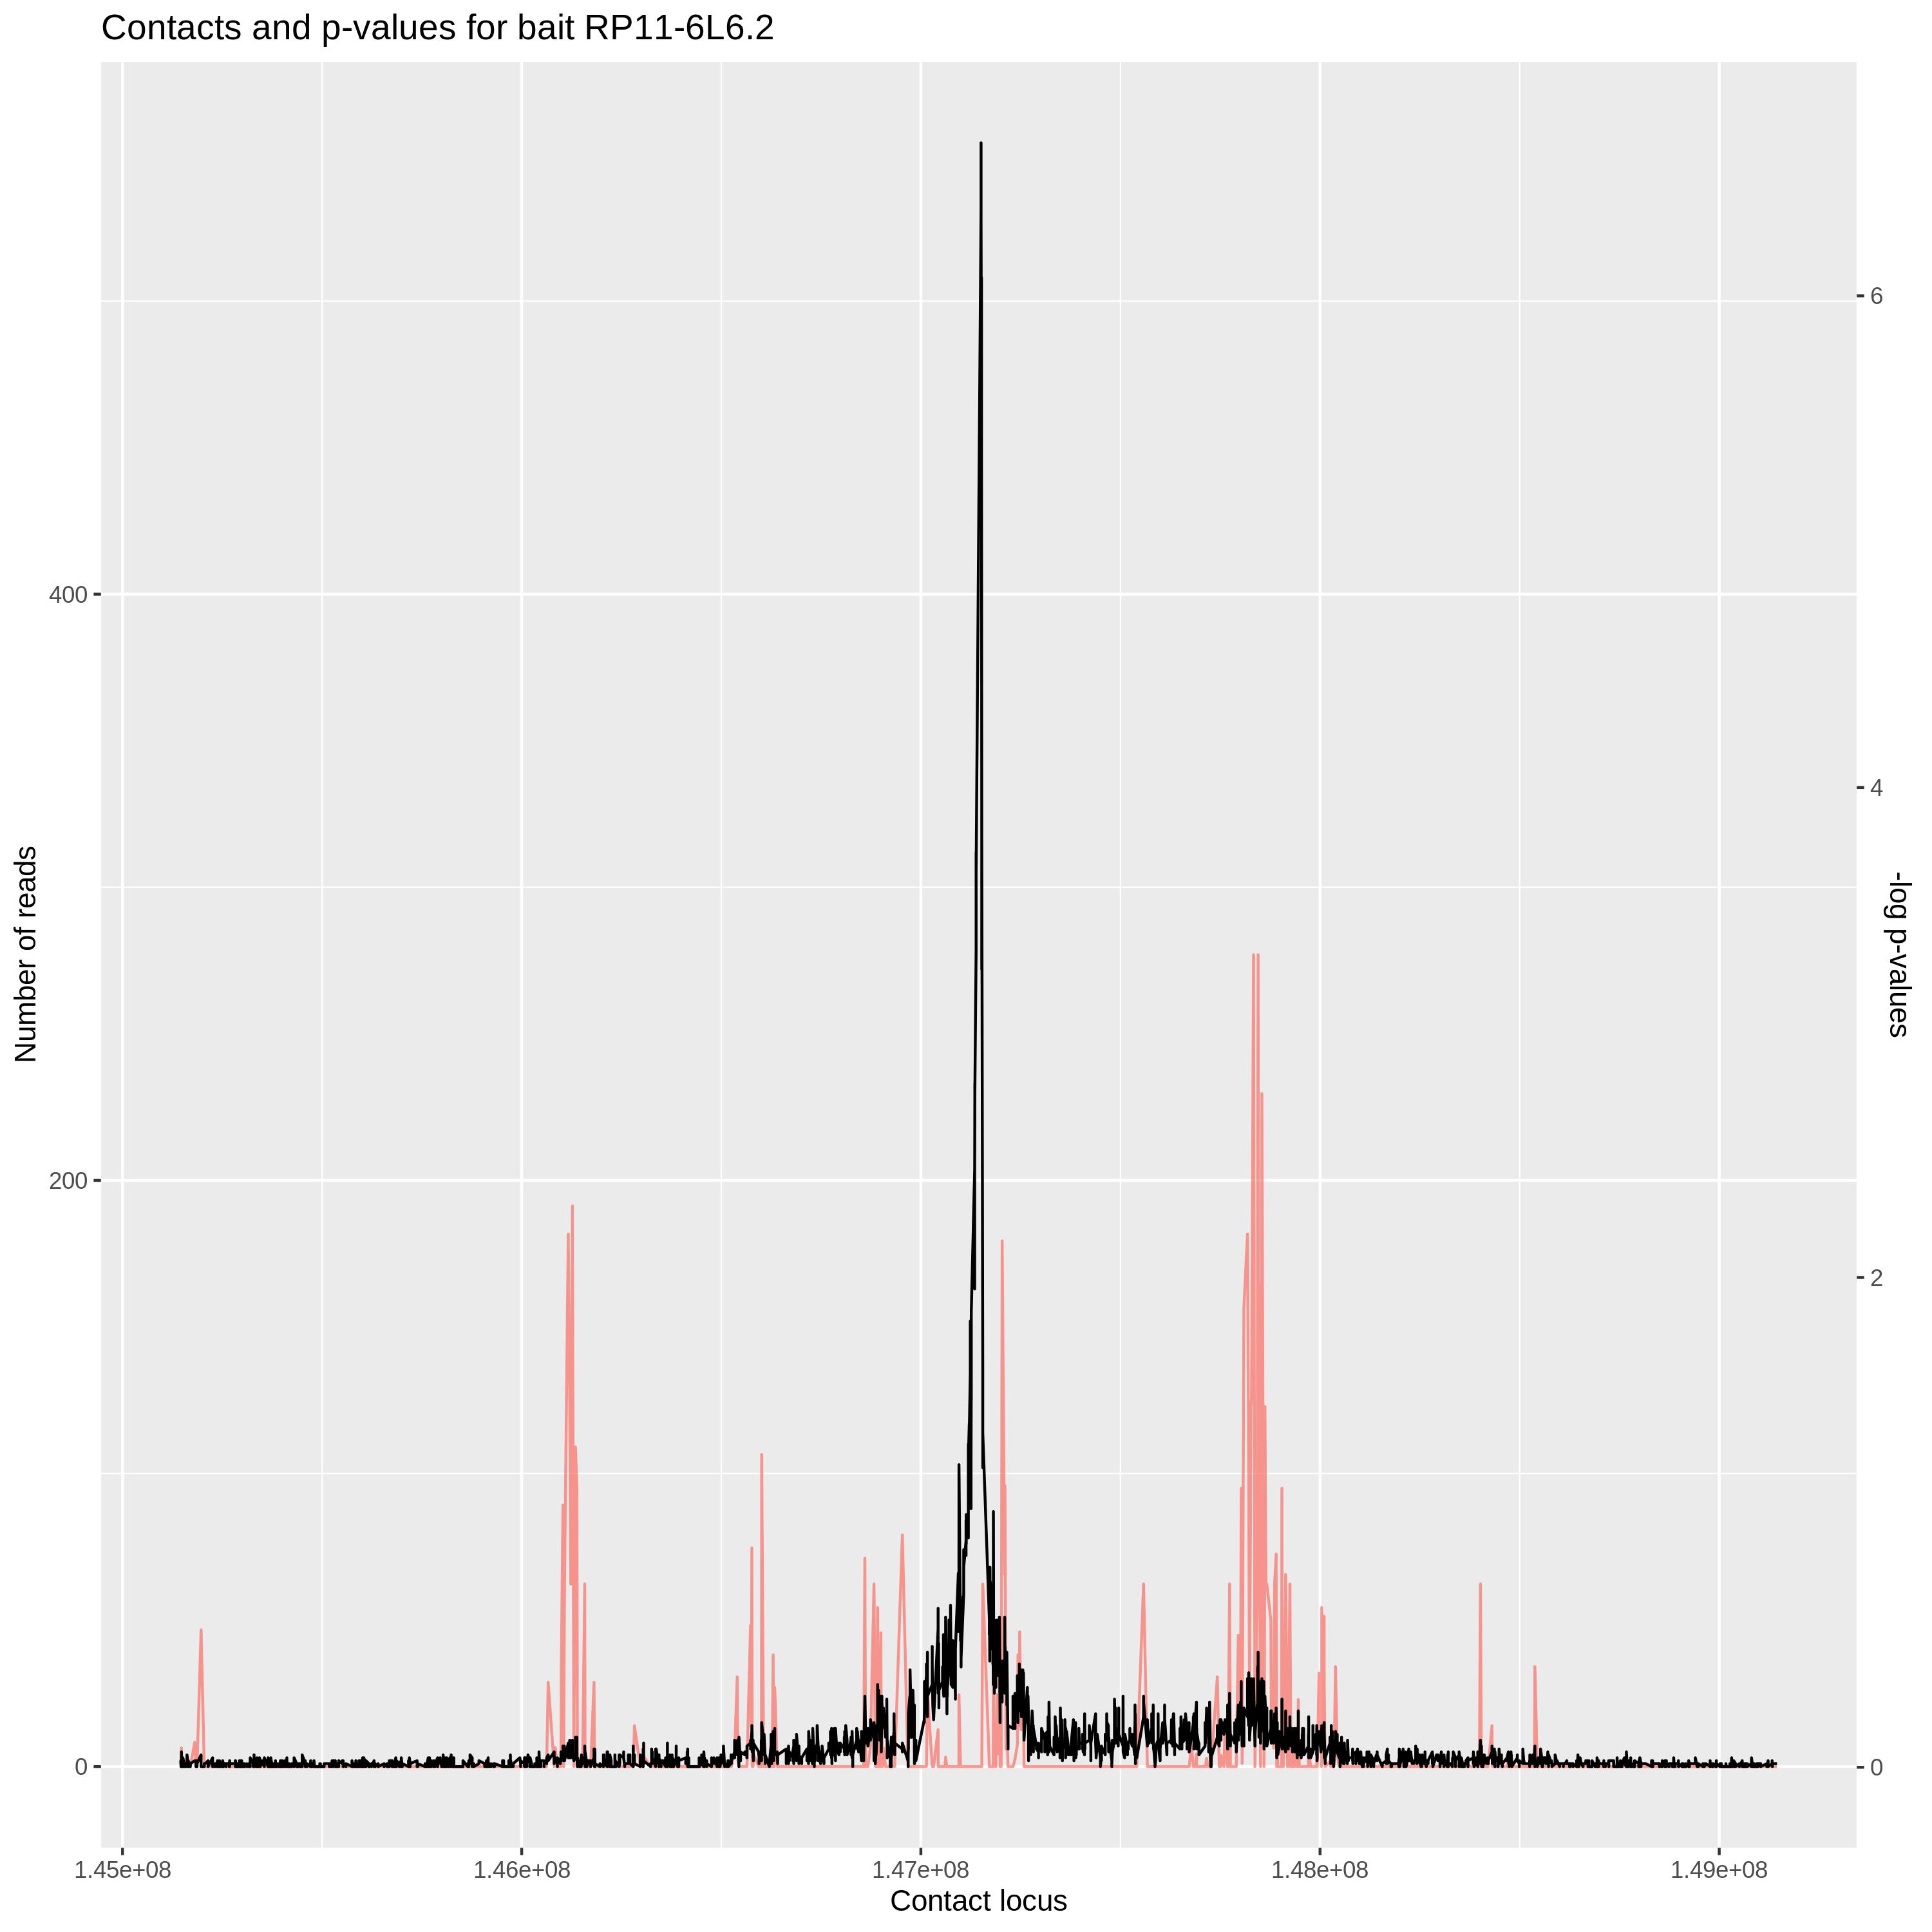 Contacts and p-values for bait RP11-6L6.2
Number of reads
400
200
0
6
4
2
0
-log p-values
1.45e+08
1.46e+08
1.47e+08
1.48e+08
1.49e+08
Contact locus